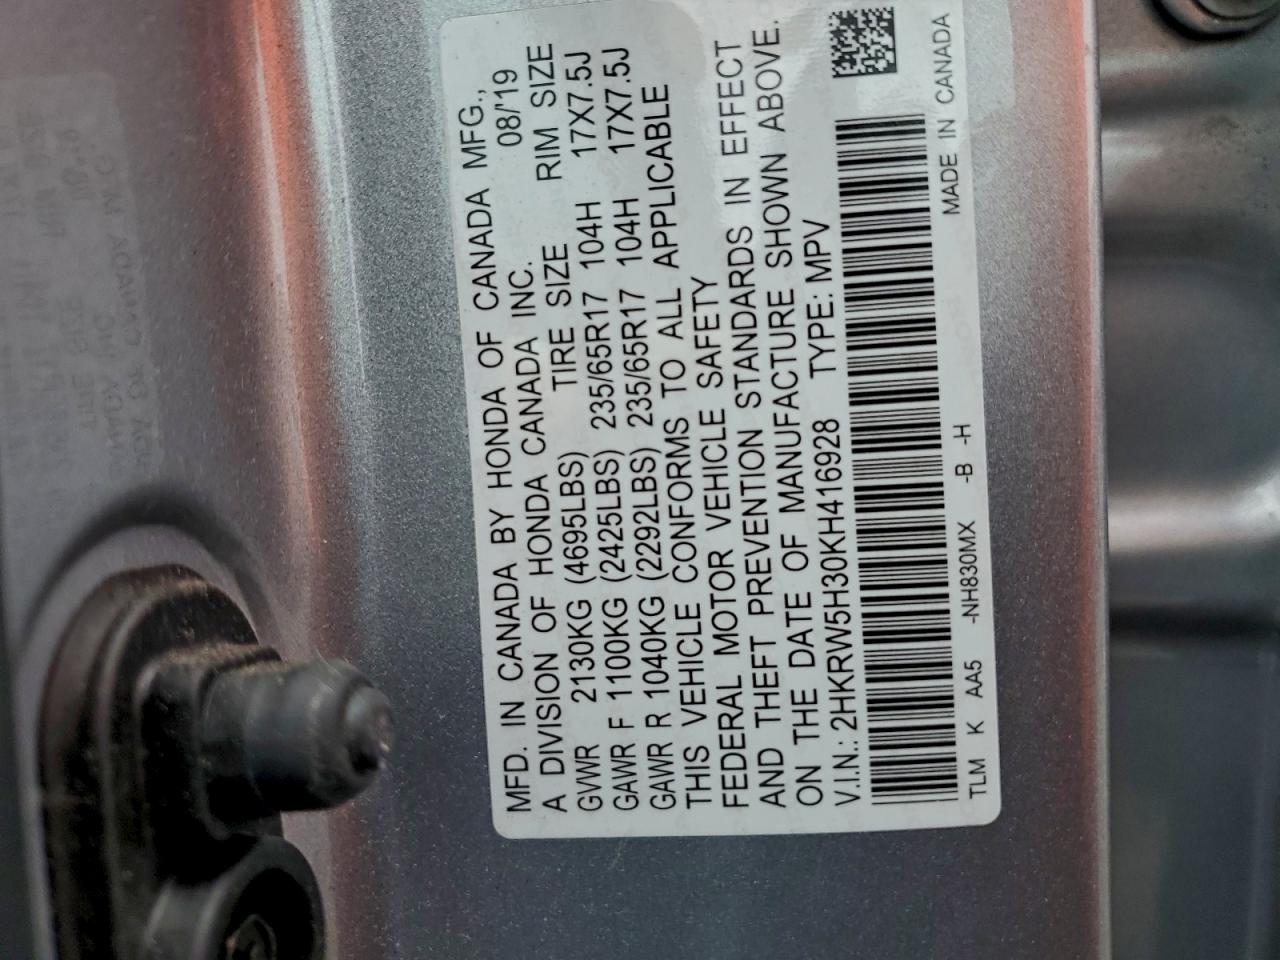 MFD. IN CANADA BY HONDA OF CANADA MFG.,
A DIVISION OF HONDA CANADA INC. 08/'19
GVWR 2130KG (4695LBS) TIRE SIZE RIM SIZE
GAWR F 1100KG (2425LBS) 235/65R17 104H 17X7.5J
GAWR R 1040KG (2292LBS) 235/65R17 104H 17X7.5J
THIS VEHICLE CONFORMS TO ALL APPLICABLE
FEDERAL MOTOR VEHICLE SAFETY
AND THEFT PREVENTION STANDARDS IN EFFECT
ON THE DATE OF MANUFACTURE SHOWN ABOVE.
V.I.N.: 2HKRW5H30KH416928 TYPE: MPV
TLM K AA5 -NH830MX -B -H MADE IN CANADA